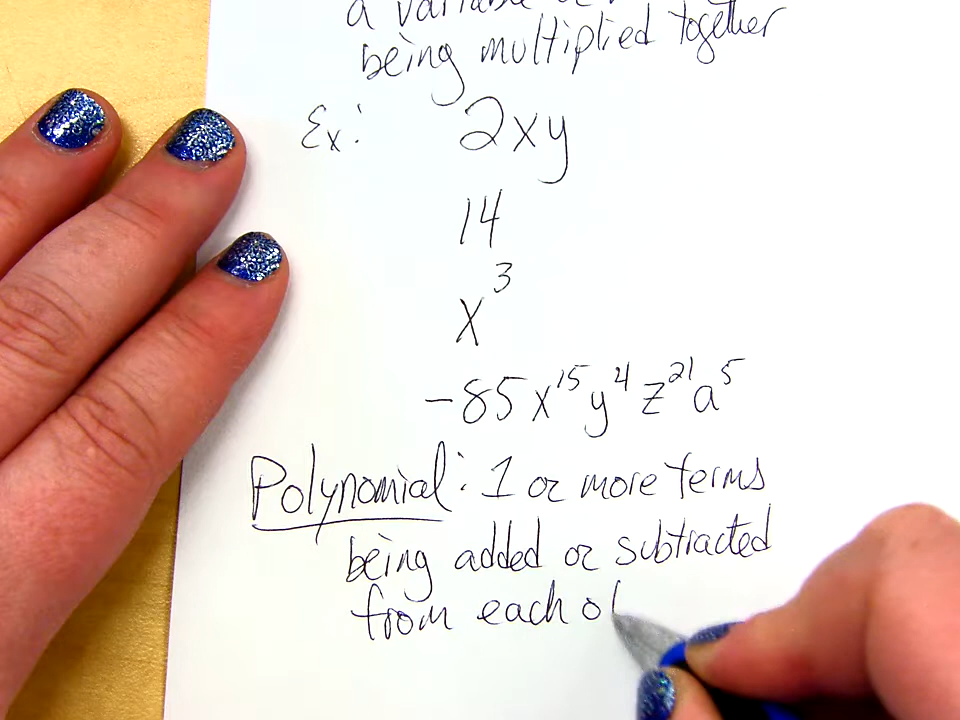 a variable
being multiplied together
Ex: 2xy
14
x³
-85x¹⁵y⁴z²¹a⁵
Polynomial: 1 or more terms
being added or subtracted
from each